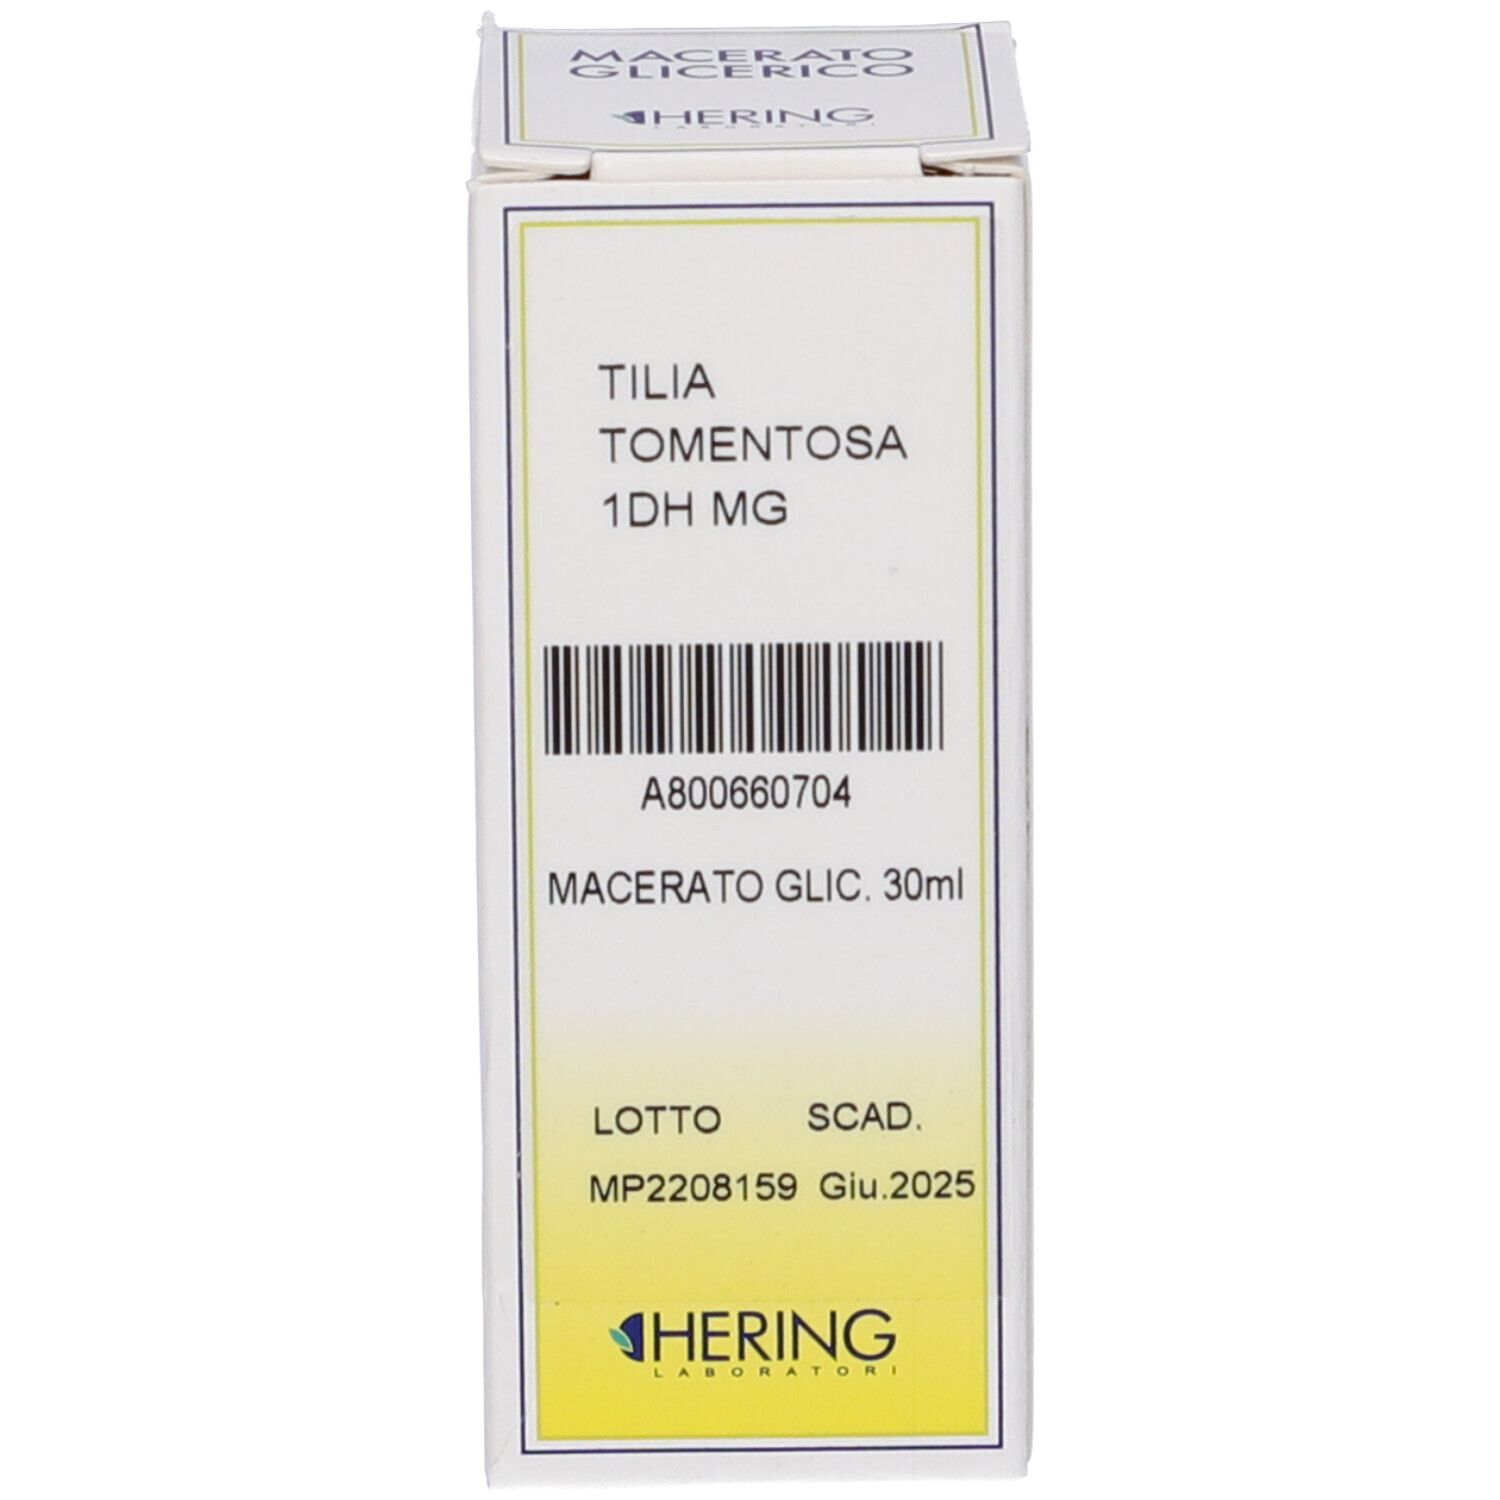 MACERATO
GLICERICO
HERING
LABORATORI
TILIA
TOMENTOSA
1DH MG
A800660704
MACERATO GLIC. 30ml
LOTTO SCAD.
MP2208159 Giu.2025
HERING
LABORATORI